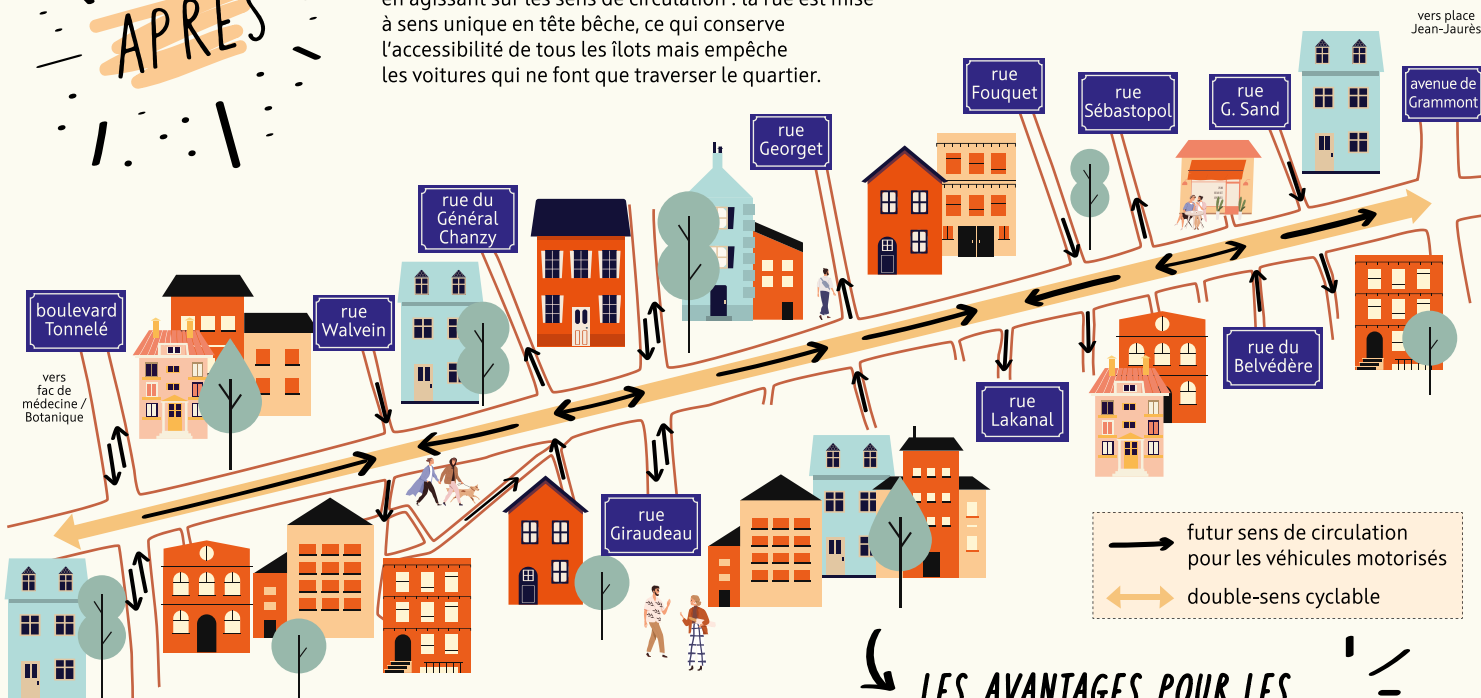 APRÈS
en agissant sur les sens de circulation : la rue est mise
à sens unique en tête bêche, ce qui conserve
l'accessibilité de tous les îlots mais empêche
les voitures qui ne font que traverser le quartier.
vers place
Jean-Jaurès
rue
Fouquet
rue
Sébastopol
rue
G. Sand
avenue de
Grammont
rue
Georget
rue du
Général
Chanzy
boulevard
Tonnelé
rue
Walvein
vers
fac de
médecine /
Botanique
rue du
Belvédère
rue
Lakanal
rue
Giraudeau
futur sens de circulation
pour les véhicules motorisés
double-sens cyclable
LES AVANTAGES POUR LES